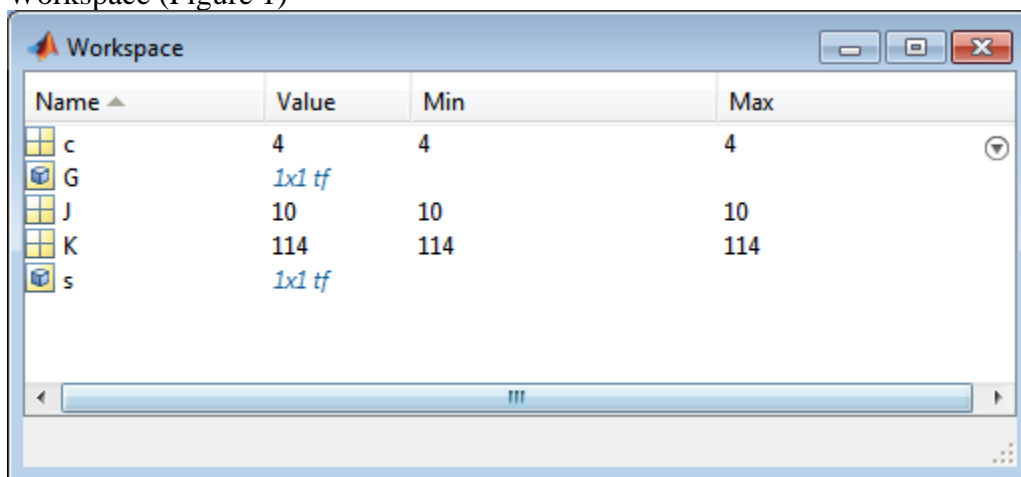 Workspace (Figure 1)
Workspace
Name Value Min Max
c 4 4 4
G 1x1 tf
J 10 10 10
K 114 114 114
s 1x1 tf